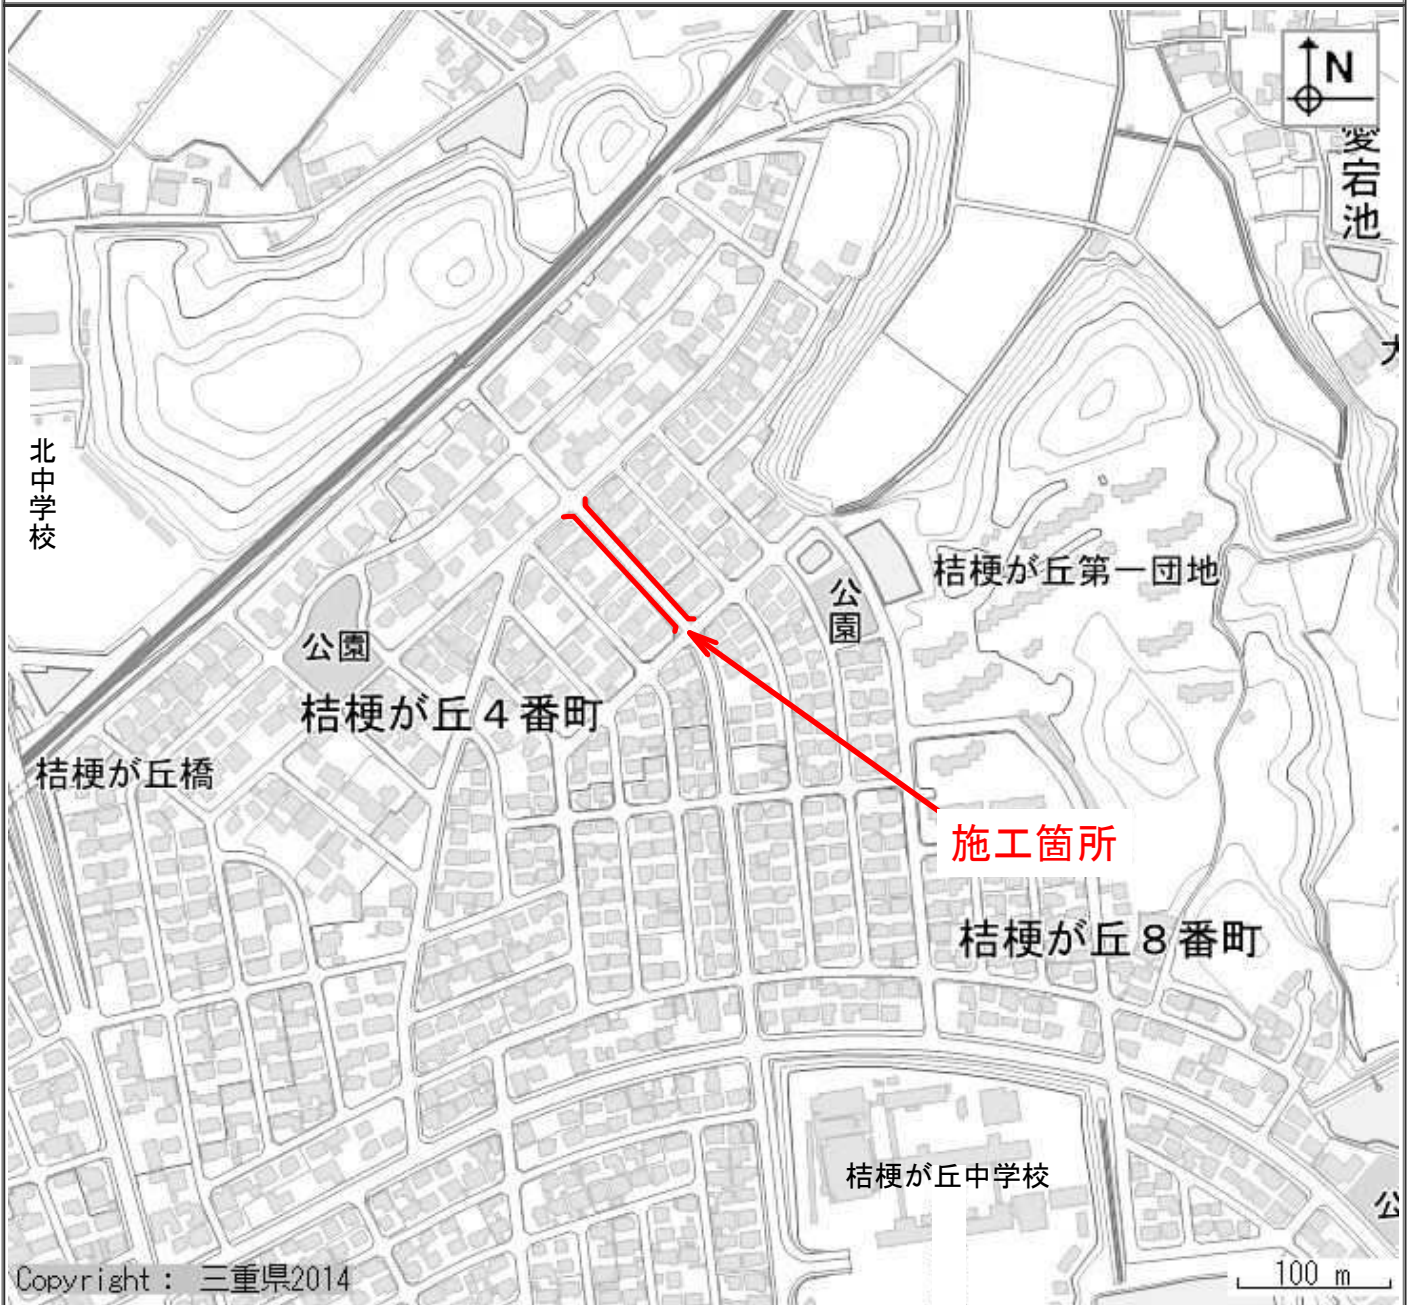 N
愛宕池
大
北中学校
桔梗が丘第一団地
公園
公園
桔梗が丘４番町
桔梗が丘橋
施工箇所
桔梗が丘８番町
桔梗が丘中学校
公
Copyright : 三重県2014
100 m